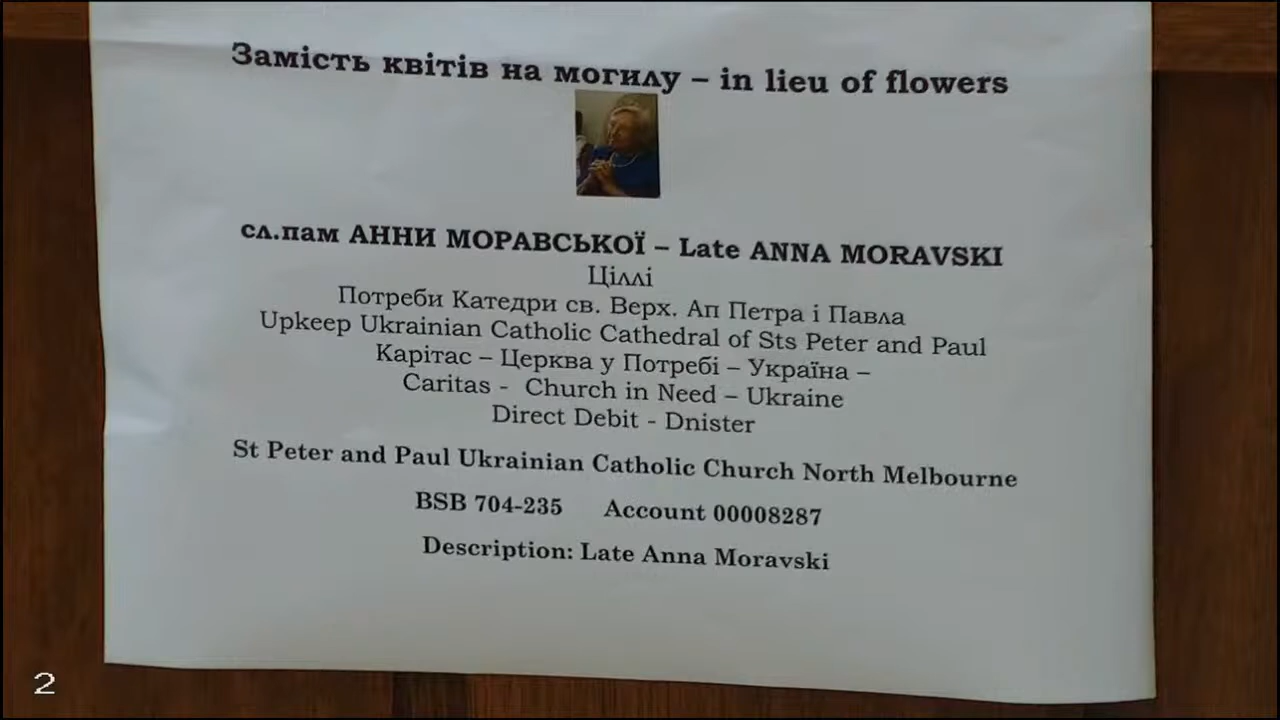 Замість квітів на могилу – in lieu of flowers
сл.пам АННИ МОРАВСЬКОЇ – Late ANNA MORAVSKI
Ціллі
Потреби Катедри св. Верх. Ап Петра і Павла
Upkeep Ukrainian Catholic Cathedral of Sts Peter and Paul
Карітас – Церква у Потребі – Україна –
Caritas - Church in Need – Ukraine
Direct Debit - Dnister
St Peter and Paul Ukrainian Catholic Church North Melbourne
BSB 704-235 Account 00008287
Description: Late Anna Moravski
2